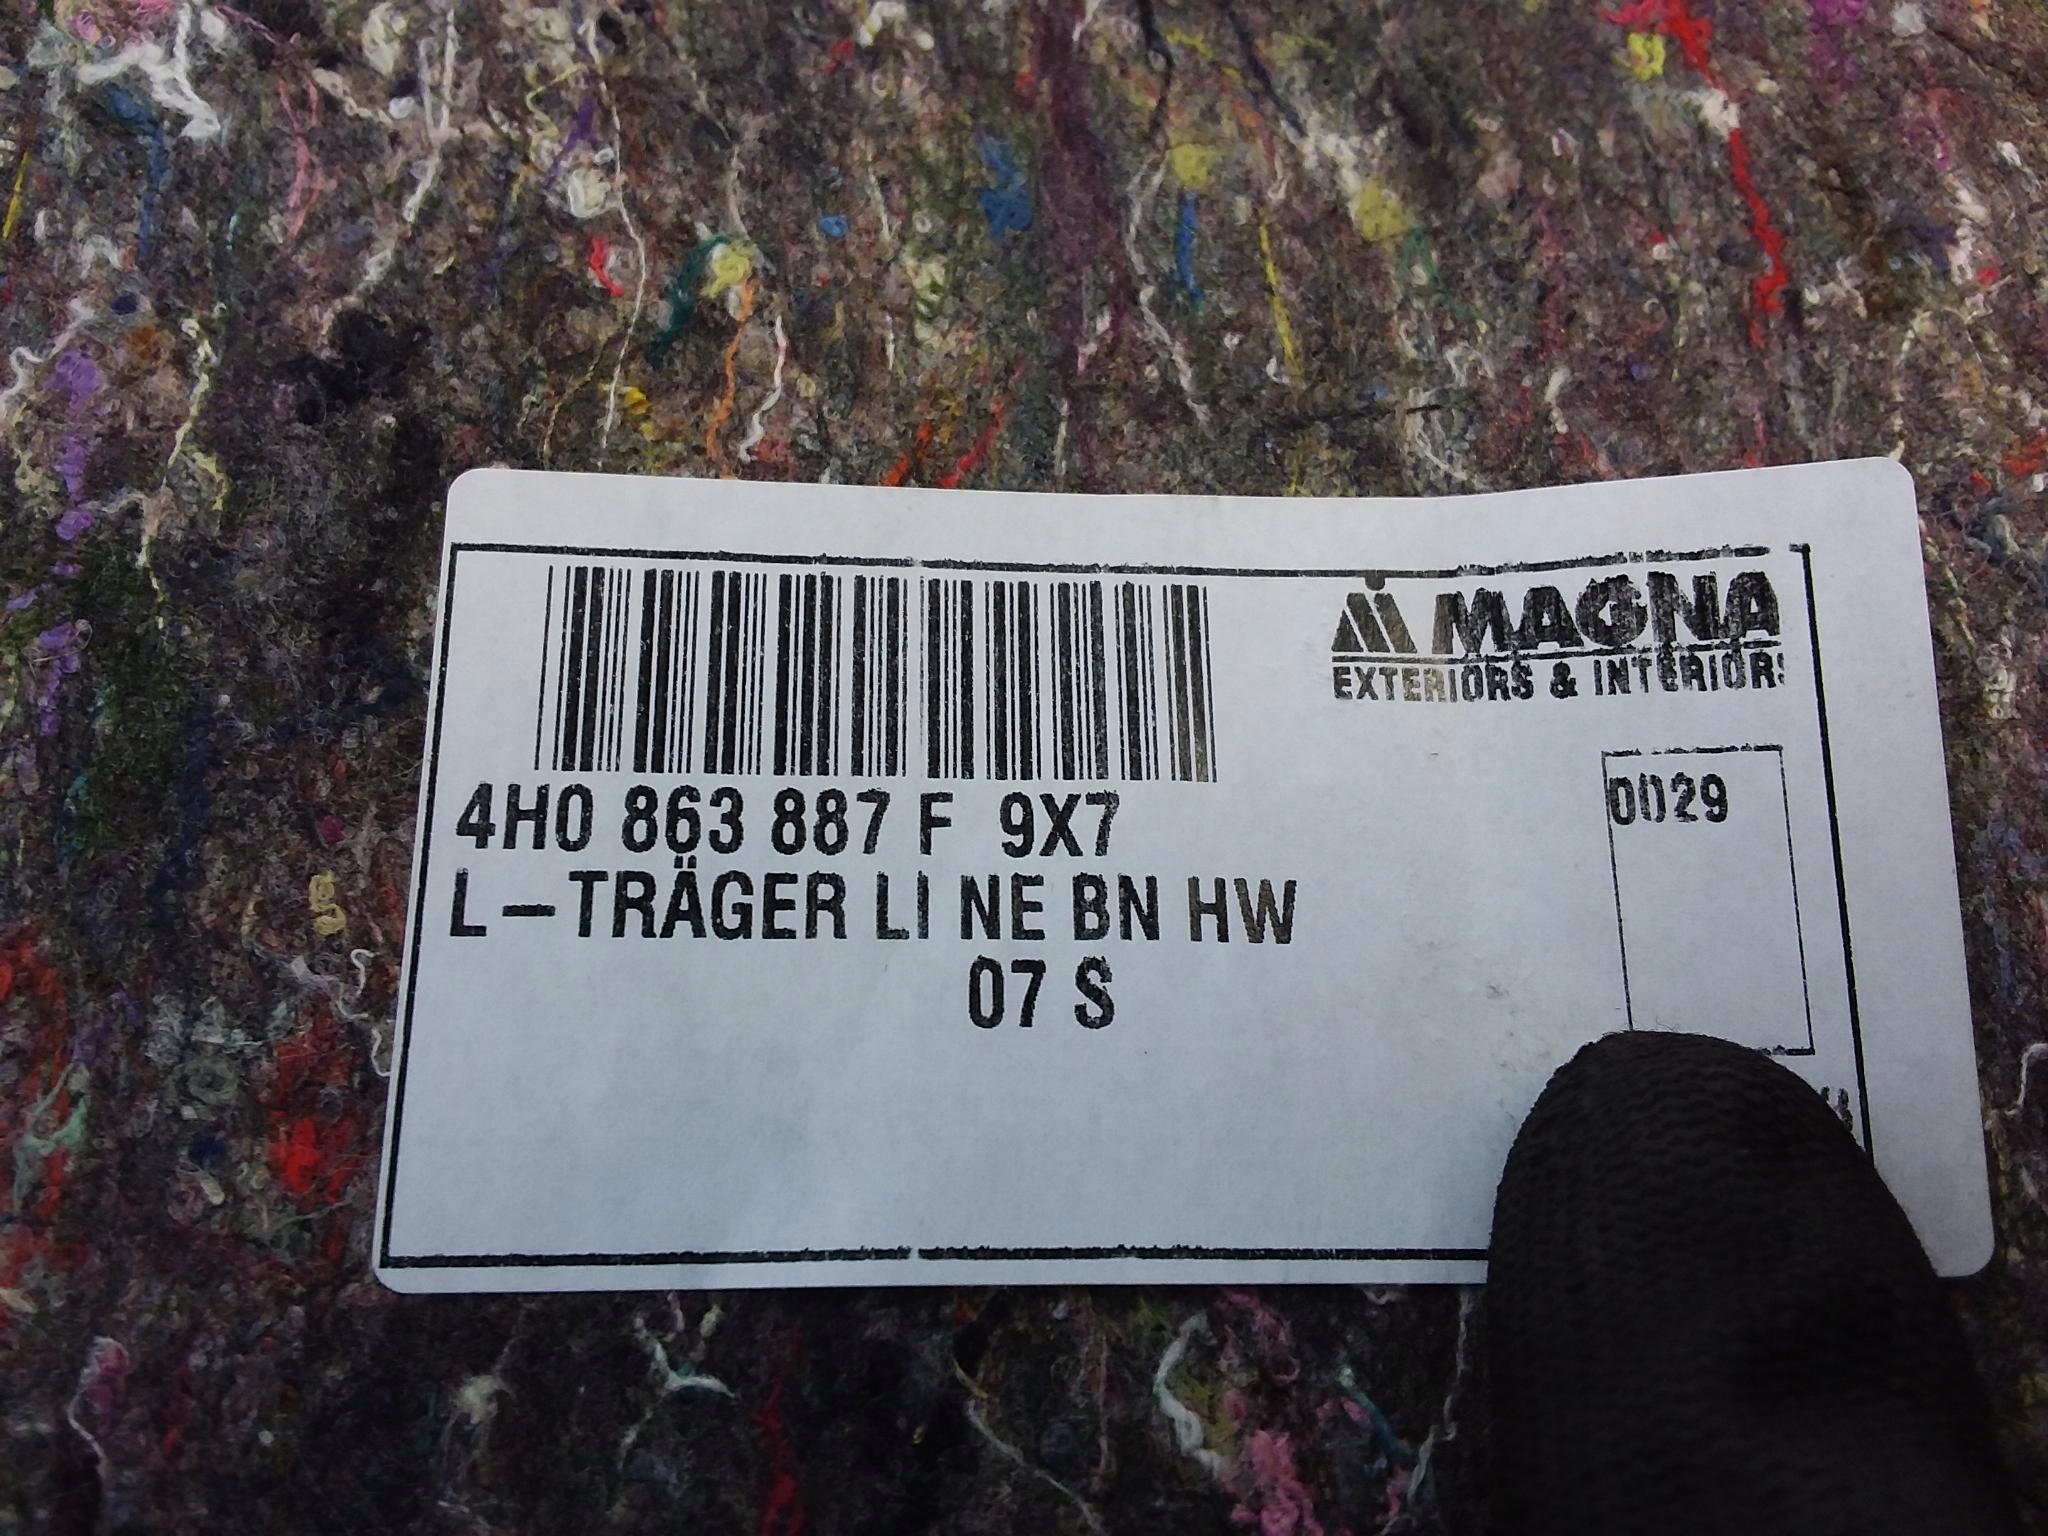 MAGNA
EXTERIORS & INTERIORS
4H0 863 887 F 9X7
0029
L-TRÄGER LI NE BN HW
07 S